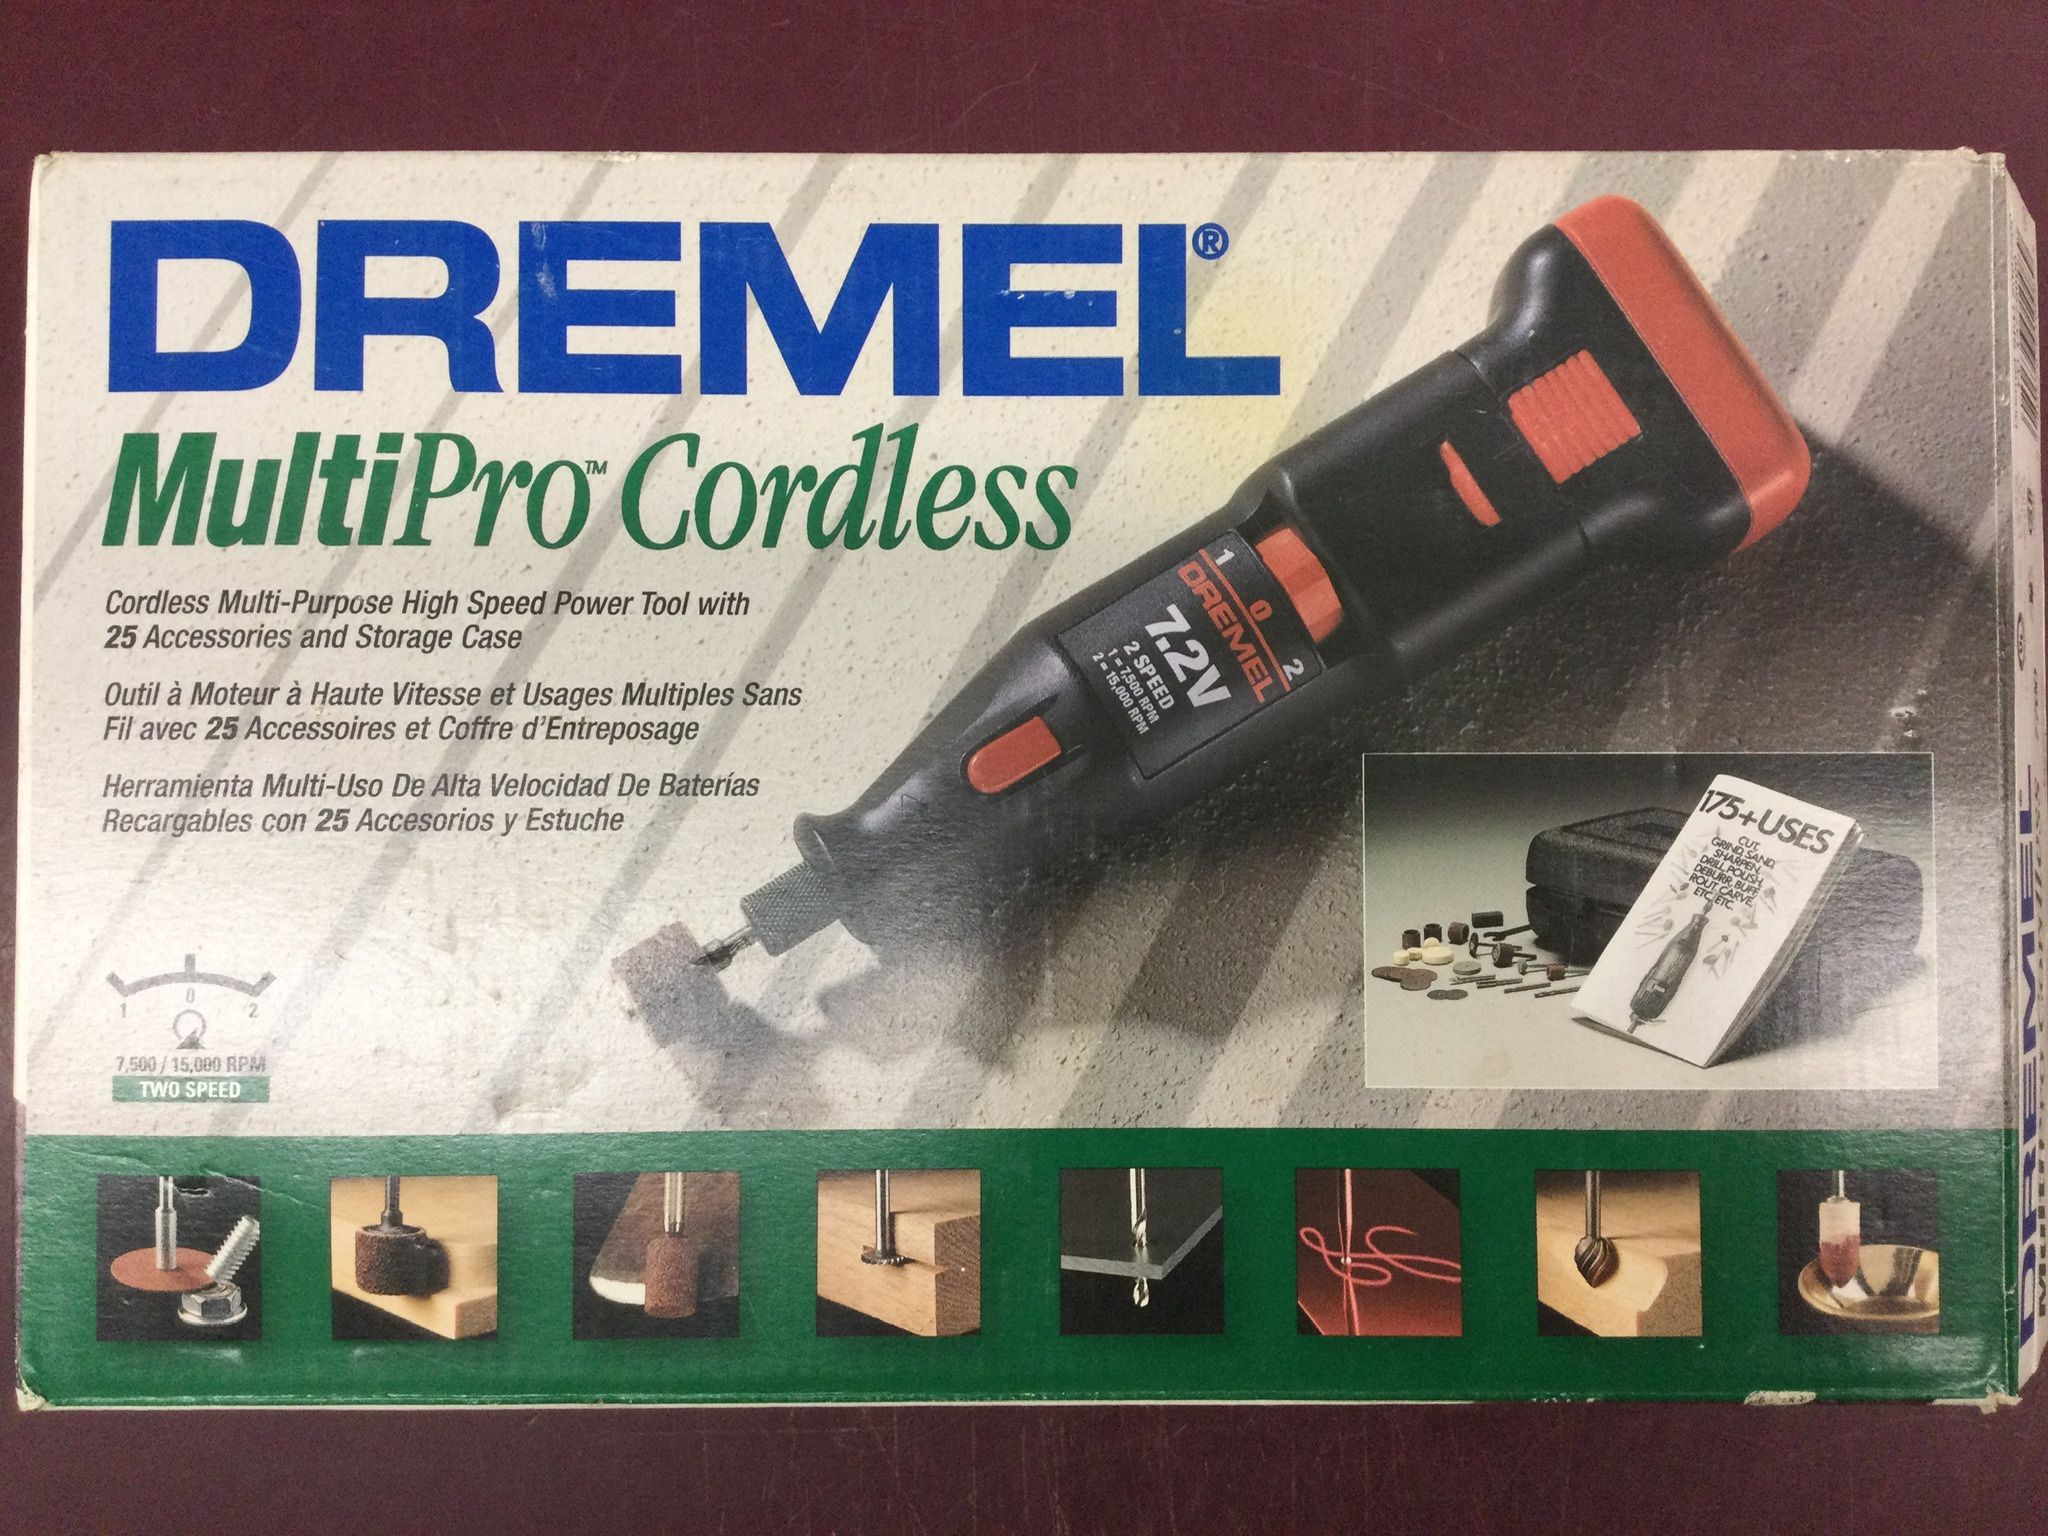 DREMEL®
MultiPro™ Cordless
Cordless Multi-Purpose High Speed Power Tool with
25 Accessories and Storage Case
Outil à Moteur à Haute Vitesse et Usages Multiples Sans
Fil avec 25 Accessoires et Coffre d'Entreposage
Herramienta Multi-Uso De Alta Velocidad De Baterías
Recargables con 25 Accesorios y Estuche
1 0 2
7,500 / 15,000 RPM
TWO SPEED
1 0 2
DREMEL
7.2V
2 SPEED
1 = 7,500 RPM
2 = 15,000 RPM
175+ USES
CUT,
GRIND, SAND,
SHARPEN,
DRILL, POLISH,
DEBURR, BUFF,
ROUT, CARVE,
ETC., ETC.
DREMEL